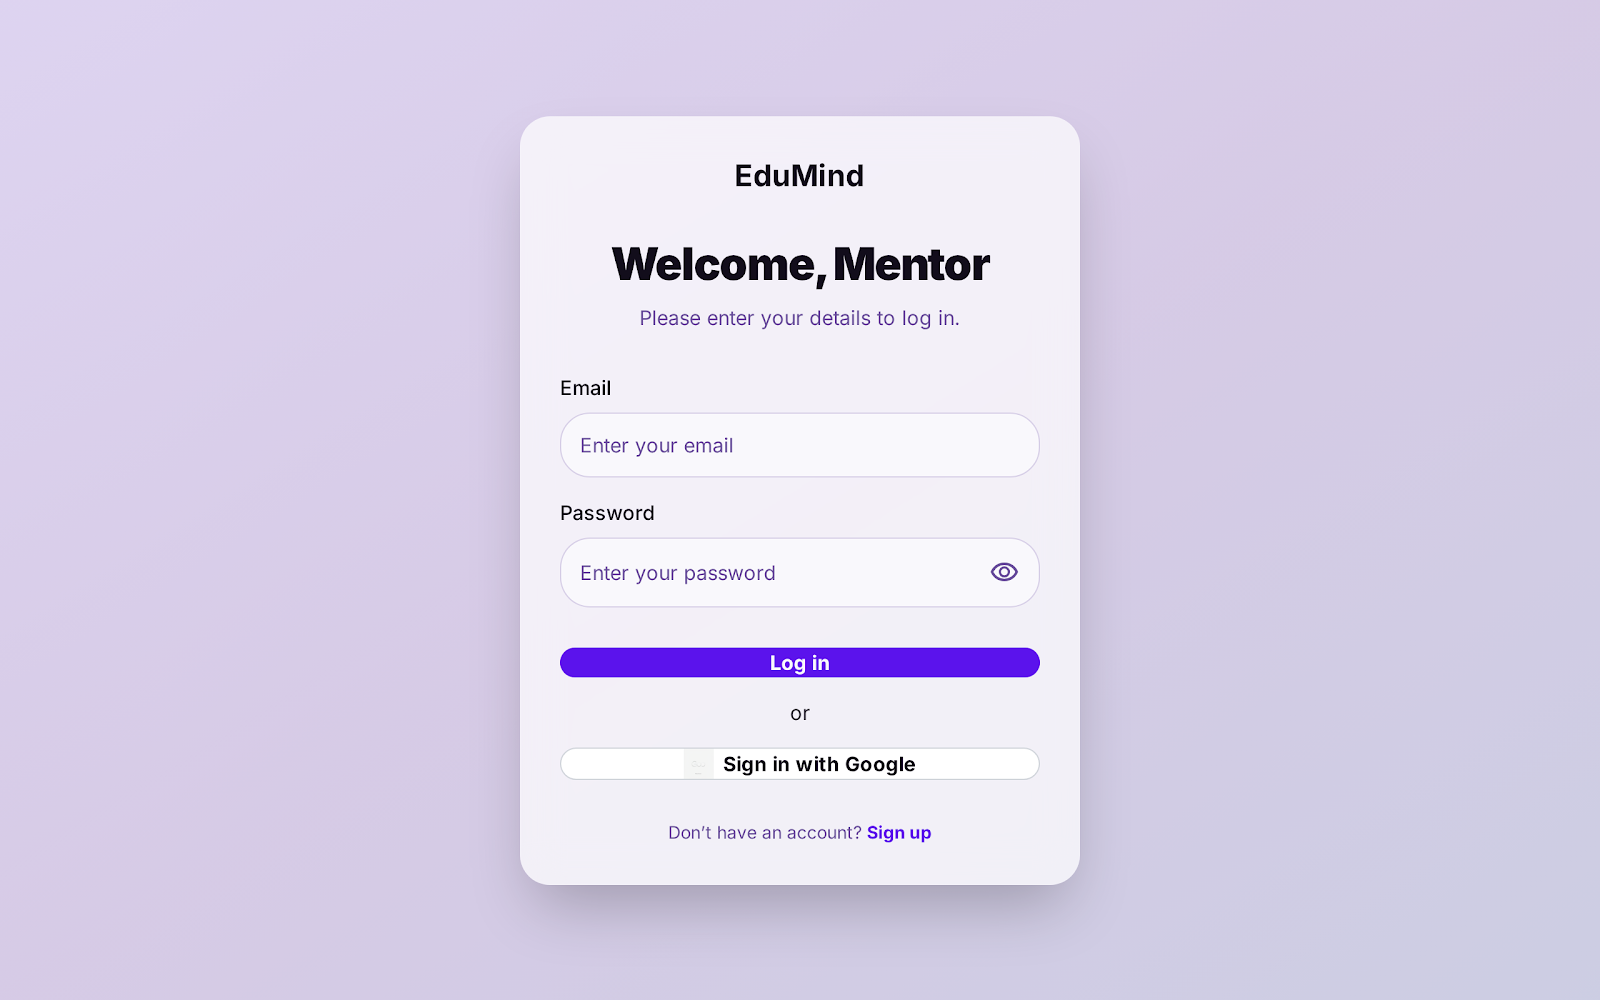 EduMind
Welcome, Mentor
Please enter your details to log in.
Email
Enter your email
Password
Enter your password
Log in
or
Sign in with Google
Don’t have an account? Sign up